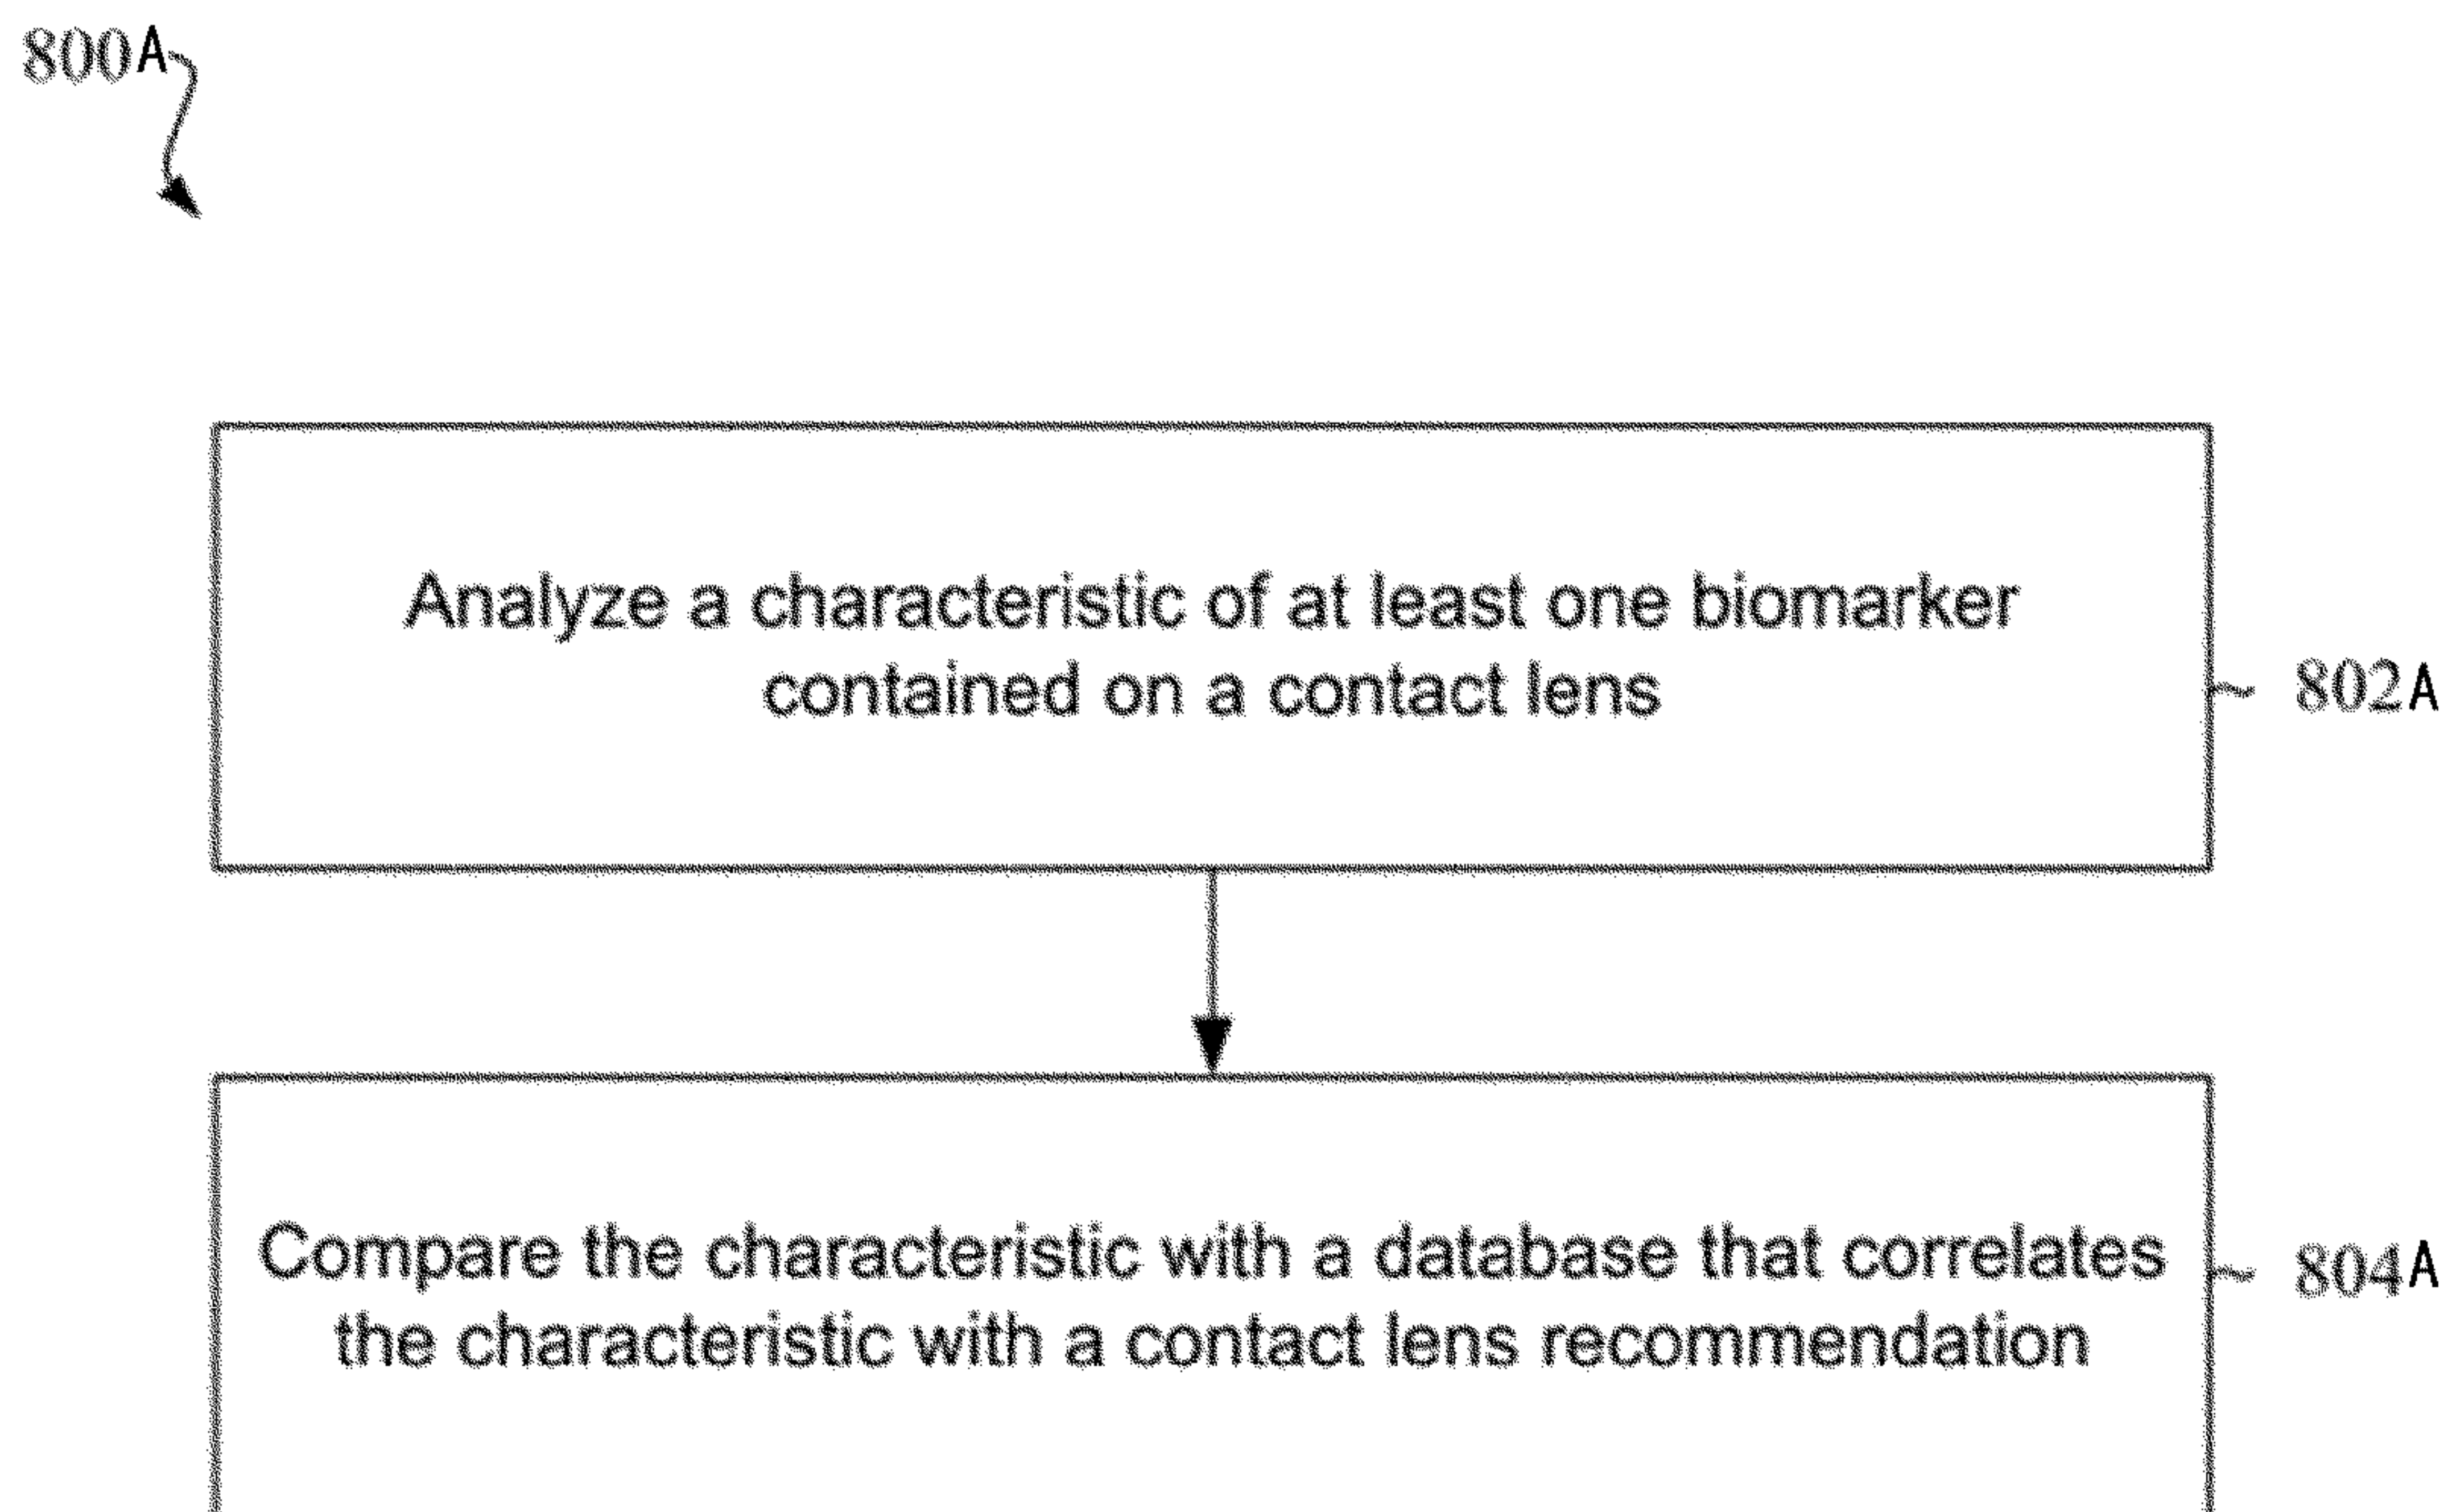 800A
Analyze a characteristic of at least one biomarker
contained on a contact lens
802A
Compare the characteristic with a database that correlates
the characteristic with a contact lens recommendation
804A